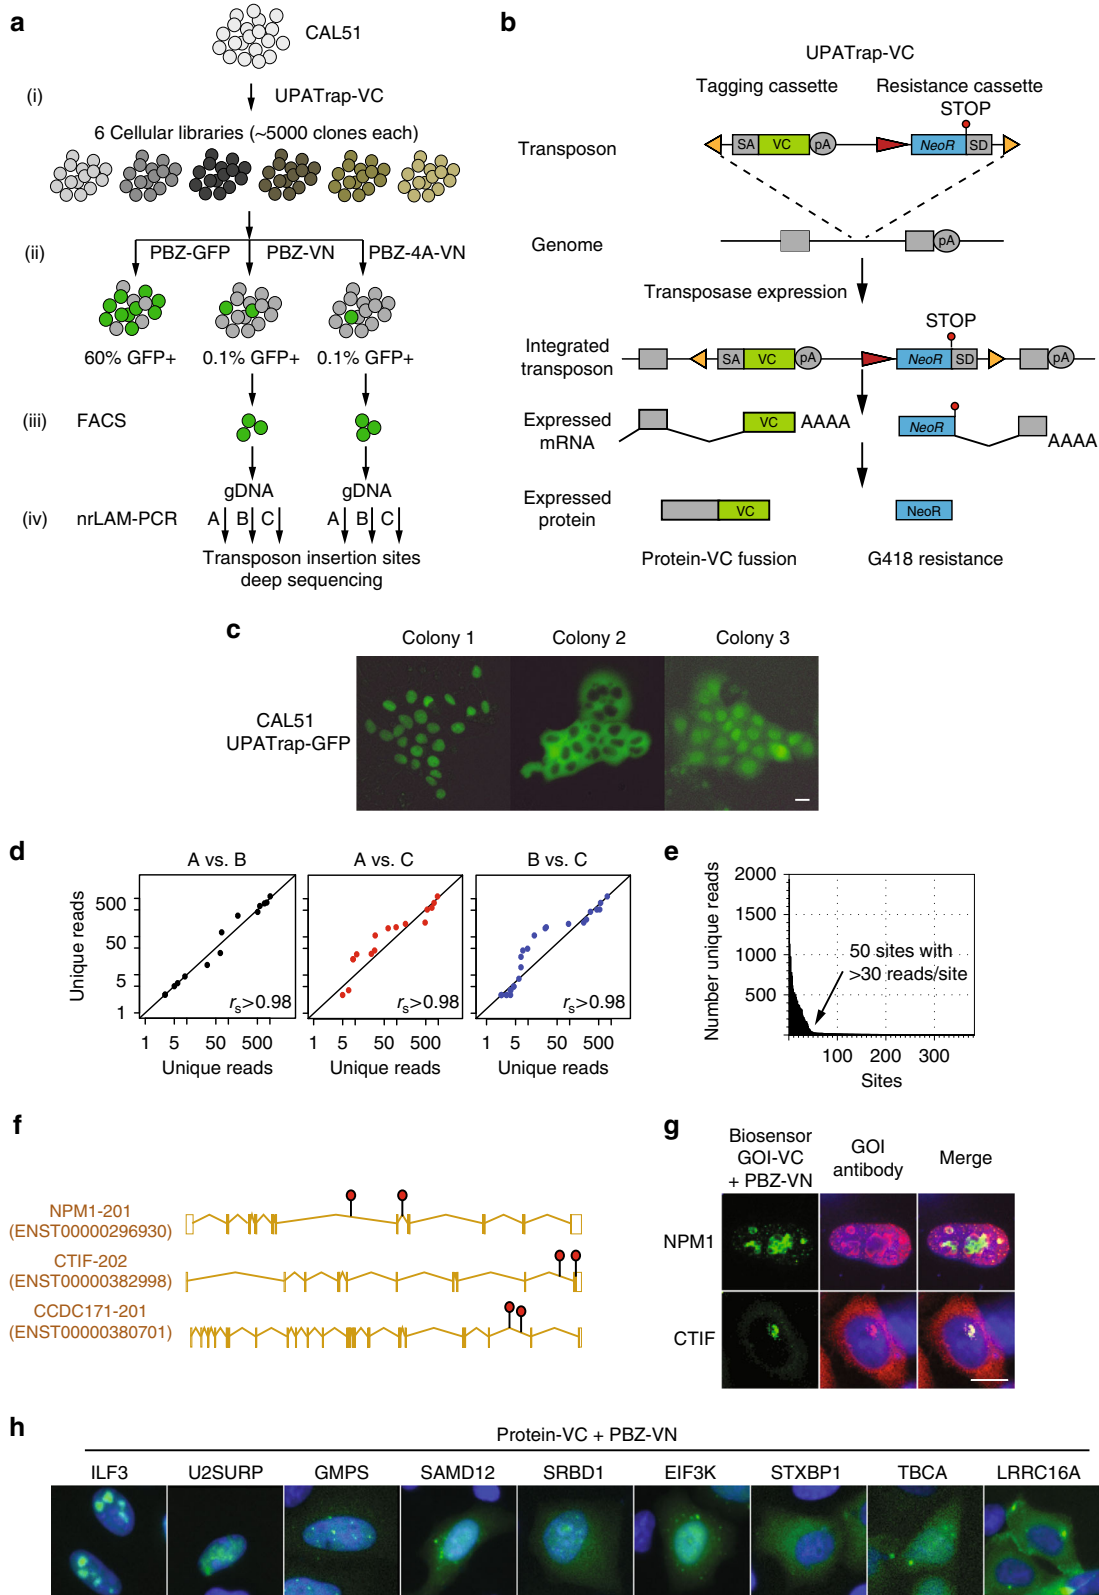 a
CAL51
(i)
UPATrap-VC
6 Cellular libraries (~5000 clones each)
(ii)
PBZ-GFP
PBZ-VN
PBZ-4A-VN
60% GFP+
0.1% GFP+
0.1% GFP+
(iii)
FACS
gDNA
gDNA
(iv)
nrLAM-PCR
A B C
A B C
Transposon insertion sites
deep sequencing
b
UPATrap-VC
Tagging cassette
Resistance cassette
STOP
Transposon
SA
VC
pA
NeoR
SD
Genome
pA
Transposase expression
STOP
Integrated
transposon
SA
VC
pA
NeoR
SD
pA
Expressed
mRNA
VC
AAAA
NeoR
AAAA
Expressed
protein
VC
NeoR
Protein-VC fussion
G418 resistance
c
Colony 1
Colony 2
Colony 3
CAL51
UPATrap-GFP
d
A vs. B
A vs. C
B vs. C
Unique reads
500
50
5
1
rs>0.98
rs>0.98
rs>0.98
1 5 50 500
1 5 50 500
1 5 50 500
Unique reads
Unique reads
e
Number unique reads
2000
1500
1000
500
50 sites with
>30 reads/site
100 200 300
Sites
f
NPM1-201
(ENST00000296930)
CTIF-202
(ENST00000382998)
CCDC171-201
(ENST00000380701)
g
Biosensor
GOI-VC
+ PBZ-VN
GOI
antibody
Merge
NPM1
CTIF
h
Protein-VC + PBZ-VN
ILF3
U2SURP
GMPS
SAMD12
SRBD1
EIF3K
STXBP1
TBCA
LRRC16A